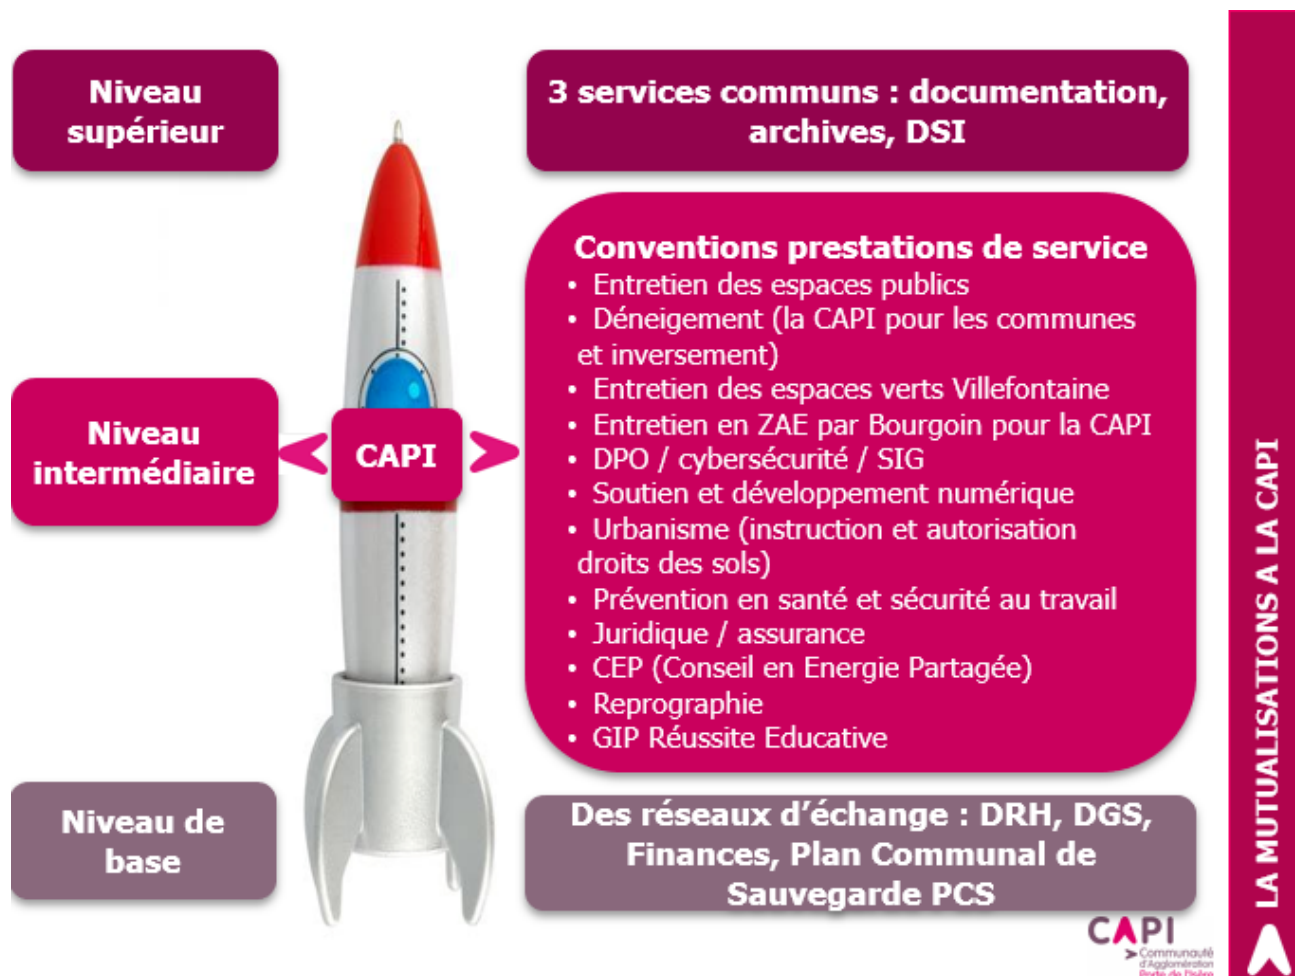 Niveau
supérieur
3 services communs : documentation,
archives, DSI
Conventions prestations de service
• Entretien des espaces publics
• Déneigement (la CAPI pour les communes
et inversement)
• Entretien des espaces verts Villefontaine
• Entretien en ZAE par Bourgoin pour la CAPI
• DPO / cybersécurité / SIG
• Soutien et développement numérique
• Urbanisme (instruction et autorisation
droits des sols)
• Prévention en santé et sécurité au travail
• Juridique / assurance
• CEP (Conseil en Energie Partagée)
• Reprographie
• GIP Réussite Educative
Niveau
intermédiaire
CAPI
Niveau de
base
Des réseaux d’échange : DRH, DGS,
Finances, Plan Communal de
Sauvegarde PCS
LA MUTUALISATIONS A LA CAPI
CAPI
Communauté
d'Agglomération
Porte de l'Isère